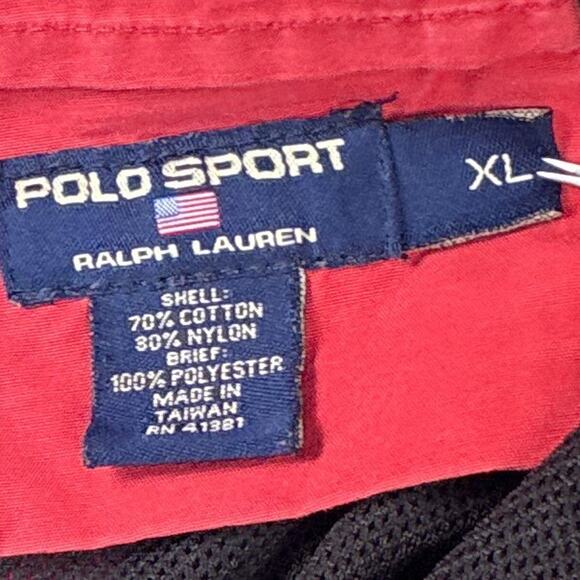 POLO SPORT
RALPH LAUREN
XL
SHELL:
70% COTTON
30% NYLON
BRIEF:
100% POLYESTER
MADE IN
TAIWAN
RN 41381